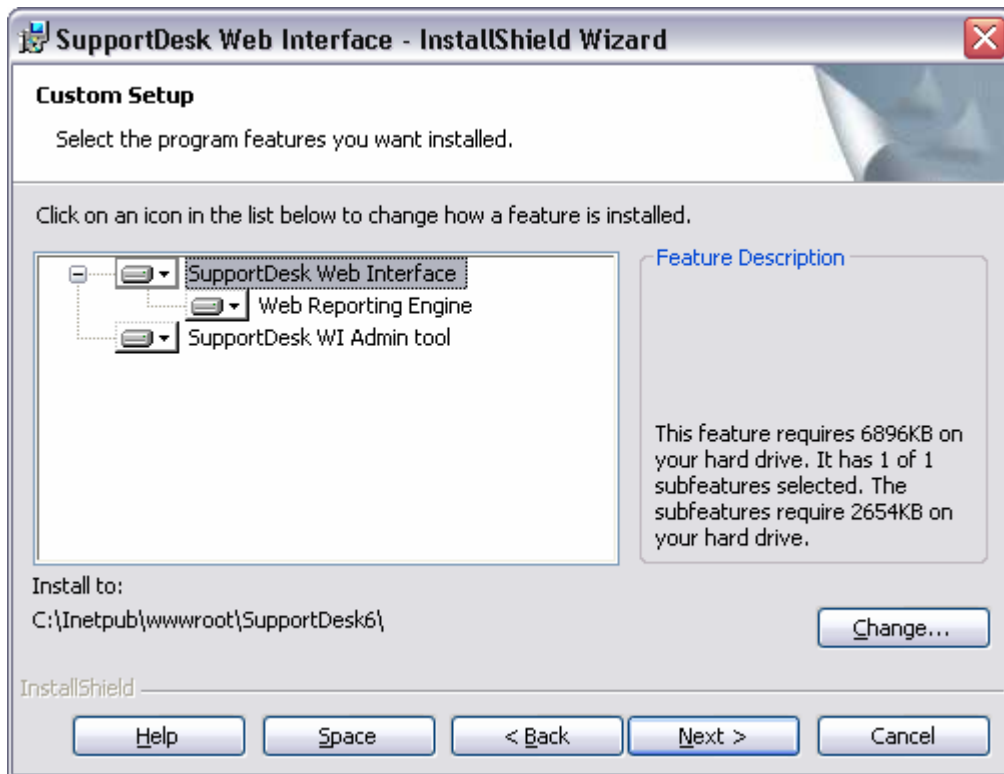 SupportDesk Web Interface - InstallShield Wizard
Custom Setup
Select the program features you want installed.
Click on an icon in the list below to change how a feature is installed.
SupportDesk Web Interface
Web Reporting Engine
SupportDesk WI Admin tool
Feature Description
This feature requires 6896KB on
your hard drive. It has 1 of 1
subfeatures selected. The
subfeatures require 2654KB on
your hard drive.
Install to:
C:\Inetpub\wwwroot\SupportDesk6\
Change...
InstallShield
Help
Space
< Back
Next >
Cancel